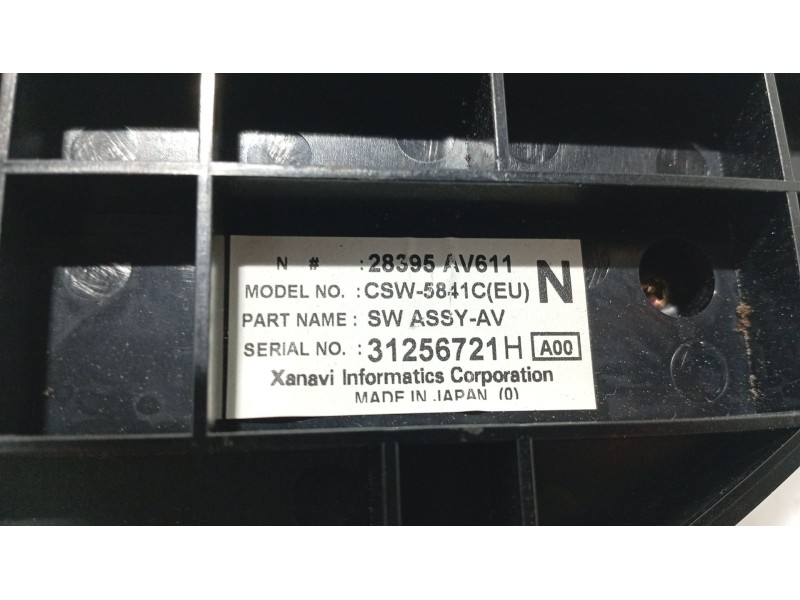 N # : 28395 AV611
MODEL NO. : CSW-5841C(EU) N
PART NAME : SW ASSY-AV
SERIAL NO. : 31256721H A00
Xanavi Informatics Corporation
MADE IN JAPAN (0)